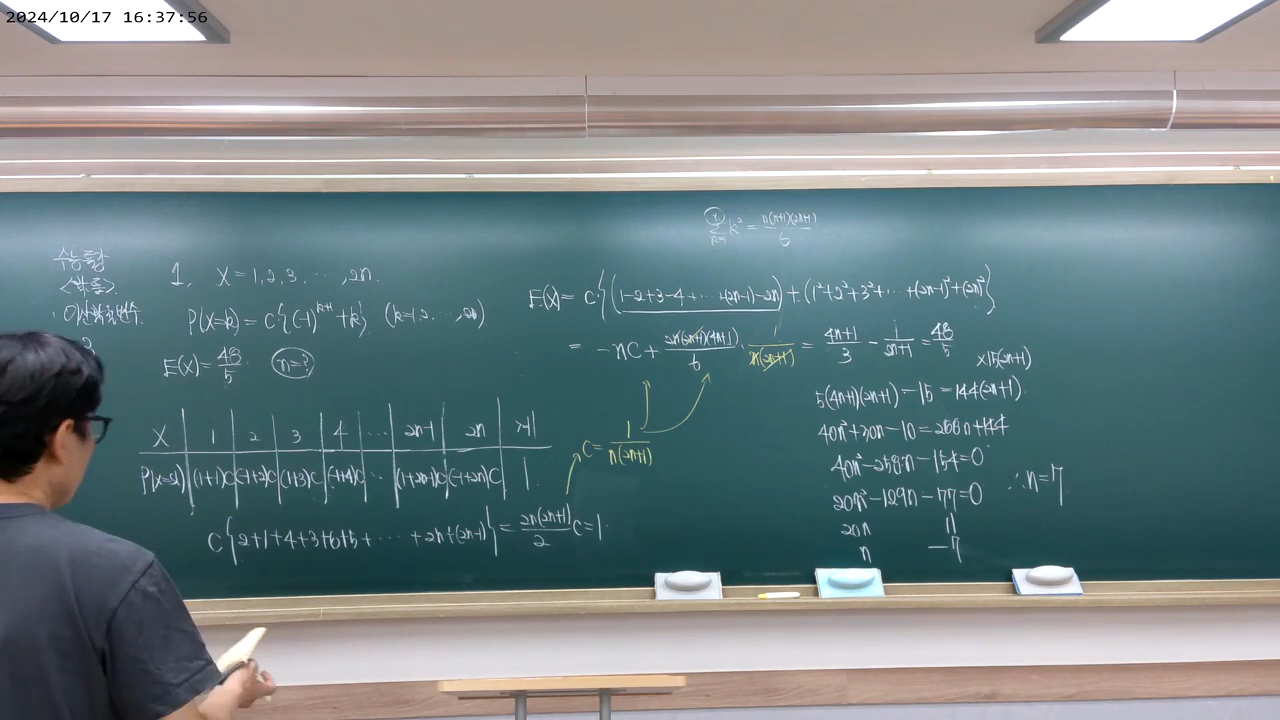 2024/10/17 16:37:56
수능특강
<확통>
이산확률변수
1. X=1,2,3, ⋯, 2n.
P(X=k) = C{(-1)^{k+1}+k} (k=1,2,⋯,2n)
E(X)=48/5 n=?
X | 1 | 2 | 3 | 4 | ⋯ | 2n-1 | 2n
P(X=x) | (1+1)C | (-1+2)C | (1+3)C | (-1+4)C | ⋯ | (1+2n-1)C | (-1+2n)C | 1
C{2+1+4+3+6+5+ ⋯ +2n+(2n-1)} = 2n(2n+1)/2 C=1
C = 1/n(2n+1)
∑k² = n(n+1)(2n+1)/6
E(X) = C{(1-2+3-4+⋯+(2n-1)-2n)+(1²+2²+3²+⋯+(2n-1)²+(2n)²}
= -nC + 2n(2n+1)(4n+1)/6 · 1/n(2n+1) = 4n+1/3 - 1/2n+1 = 48/5
×15(2n+1)
5(4n+1)(2n+1) -15 = 144(2n+1)
40n²+30n-10=288n+144
40n²-258n-154=0
20n²-129n-77=0 ∴n=7
20n 11
n -7